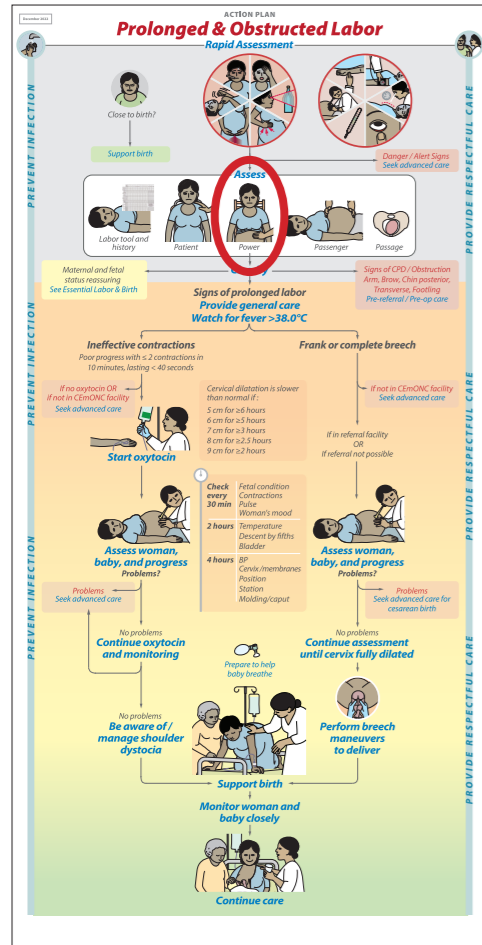 December 2022
ACTION PLAN
Prolonged & Obstructed Labor
Rapid Assessment
PREVENT INFECTION
PROVIDE RESPECTFUL CARE
Close to birth?
Support birth
Danger / Alert Signs
Seek advanced care
Assess
Labor tool and
history
Patient
Power
Passenger
Passage
Maternal and fetal
status reassuring
See Essential Labor & Birth
Signs of CPD / Obstruction
Arm, Brow, Chin posterior,
Transverse, Footling
Pre-referral / Pre-op care
Signs of prolonged labor
Provide general care
Watch for fever >38.0°C
PREVENT INFECTION
PROVIDE RESPECTFUL CARE
Ineffective contractions
Poor progress with ≤ 2 contractions in
10 minutes, lasting < 40 seconds
Frank or complete breech
If no oxytocin OR
If not in CEmONC facility
Seek advanced care
Cervical dilatation is slower
than normal if :
5 cm for ≥6 hours
6 cm for ≥5 hours
7 cm for ≥3 hours
8 cm for ≥2.5 hours
9 cm for ≥2 hours
If not in CEmONC facility
Seek advanced care
If in referral facility
OR
If referral not possible
Start oxytocin
Check
every
30 min
Fetal condition
Contractions
Pulse
Woman's mood
2 hours
Temperature
Descent by fifths
Bladder
4 hours
BP
Cervix/membranes
Position
Station
Molding/caput
Assess woman,
baby, and progress
Problems?
Assess woman,
baby, and progress
Problems?
PREVENT INFECTION
PROVIDE RESPECTFUL CARE
Problems
Seek advanced care
Problems
Seek advanced care for
cesarean birth
No problems
Continue oxytocin
and monitoring
Prepare to help
baby breathe
No problems
Continue assessment
until cervix fully dilated
No problems
Be aware of /
manage shoulder
dystocia
Perform breech
maneuvers
to deliver
Support birth
Monitor woman and
baby closely
Continue care